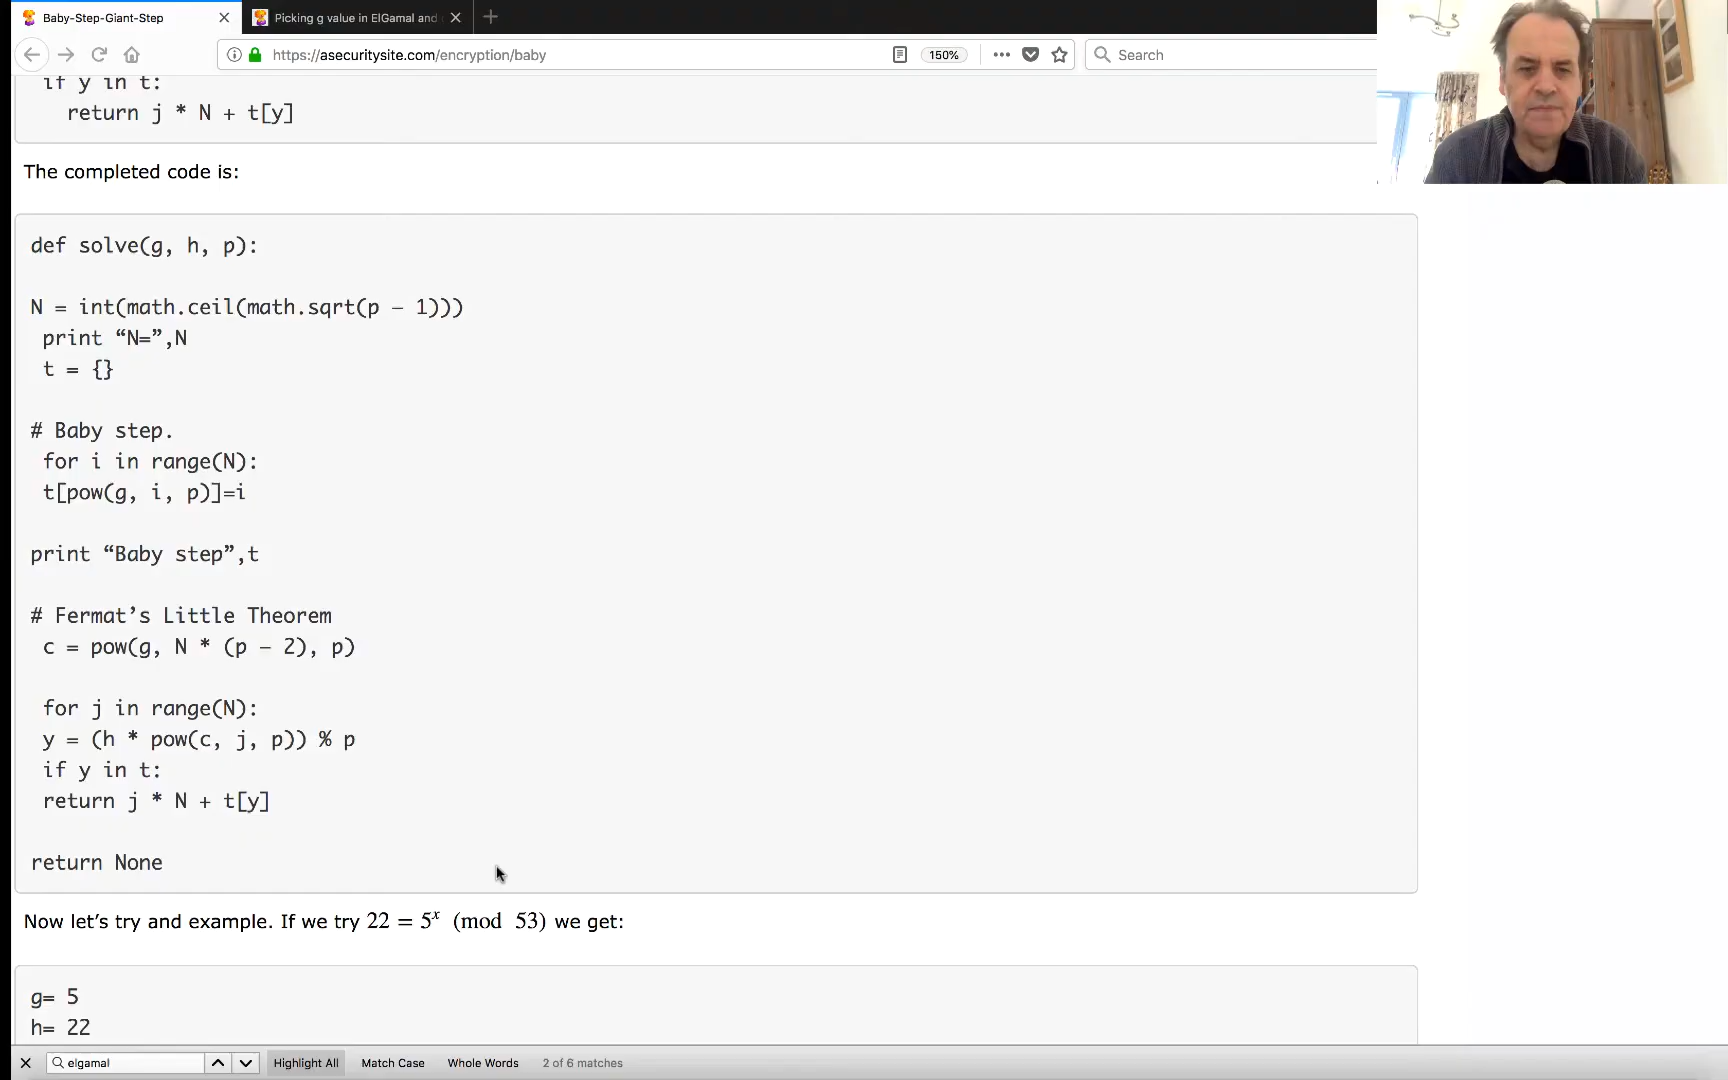 Baby-Step-Giant-Step
Picking g value in ElGamal and
https://asecuritysite.com/encryption/baby
150%
Search
if y in t:
return j * N + t[y]
The completed code is:
def solve(g, h, p):
N = int(math.ceil(math.sqrt(p – 1)))
print “N=”,N
t = {}
# Baby step.
for i in range(N):
t[pow(g, i, p)]=i
print “Baby step”,t
# Fermat’s Little Theorem
c = pow(g, N * (p – 2), p)
for j in range(N):
y = (h * pow(c, j, p)) % p
if y in t:
return j * N + t[y]
return None
Now let’s try and example. If we try 22 = 5ˣ (mod 53) we get:
g= 5
h= 22
elgamal
Highlight All
Match Case
Whole Words
2 of 6 matches